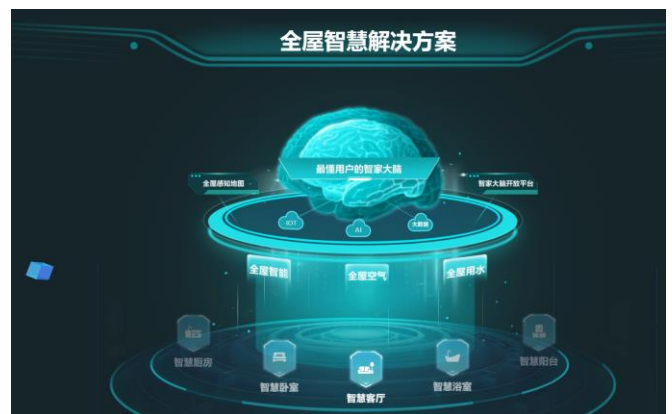 全屋智慧解决方案
最懂用户的智家大脑
全屋感知地图
智家大脑开放平台
IOT
AI
大数据
全屋智能
全屋空气
全屋用水
智慧厨房
智慧卧室
智慧客厅
智慧浴室
智慧阳台